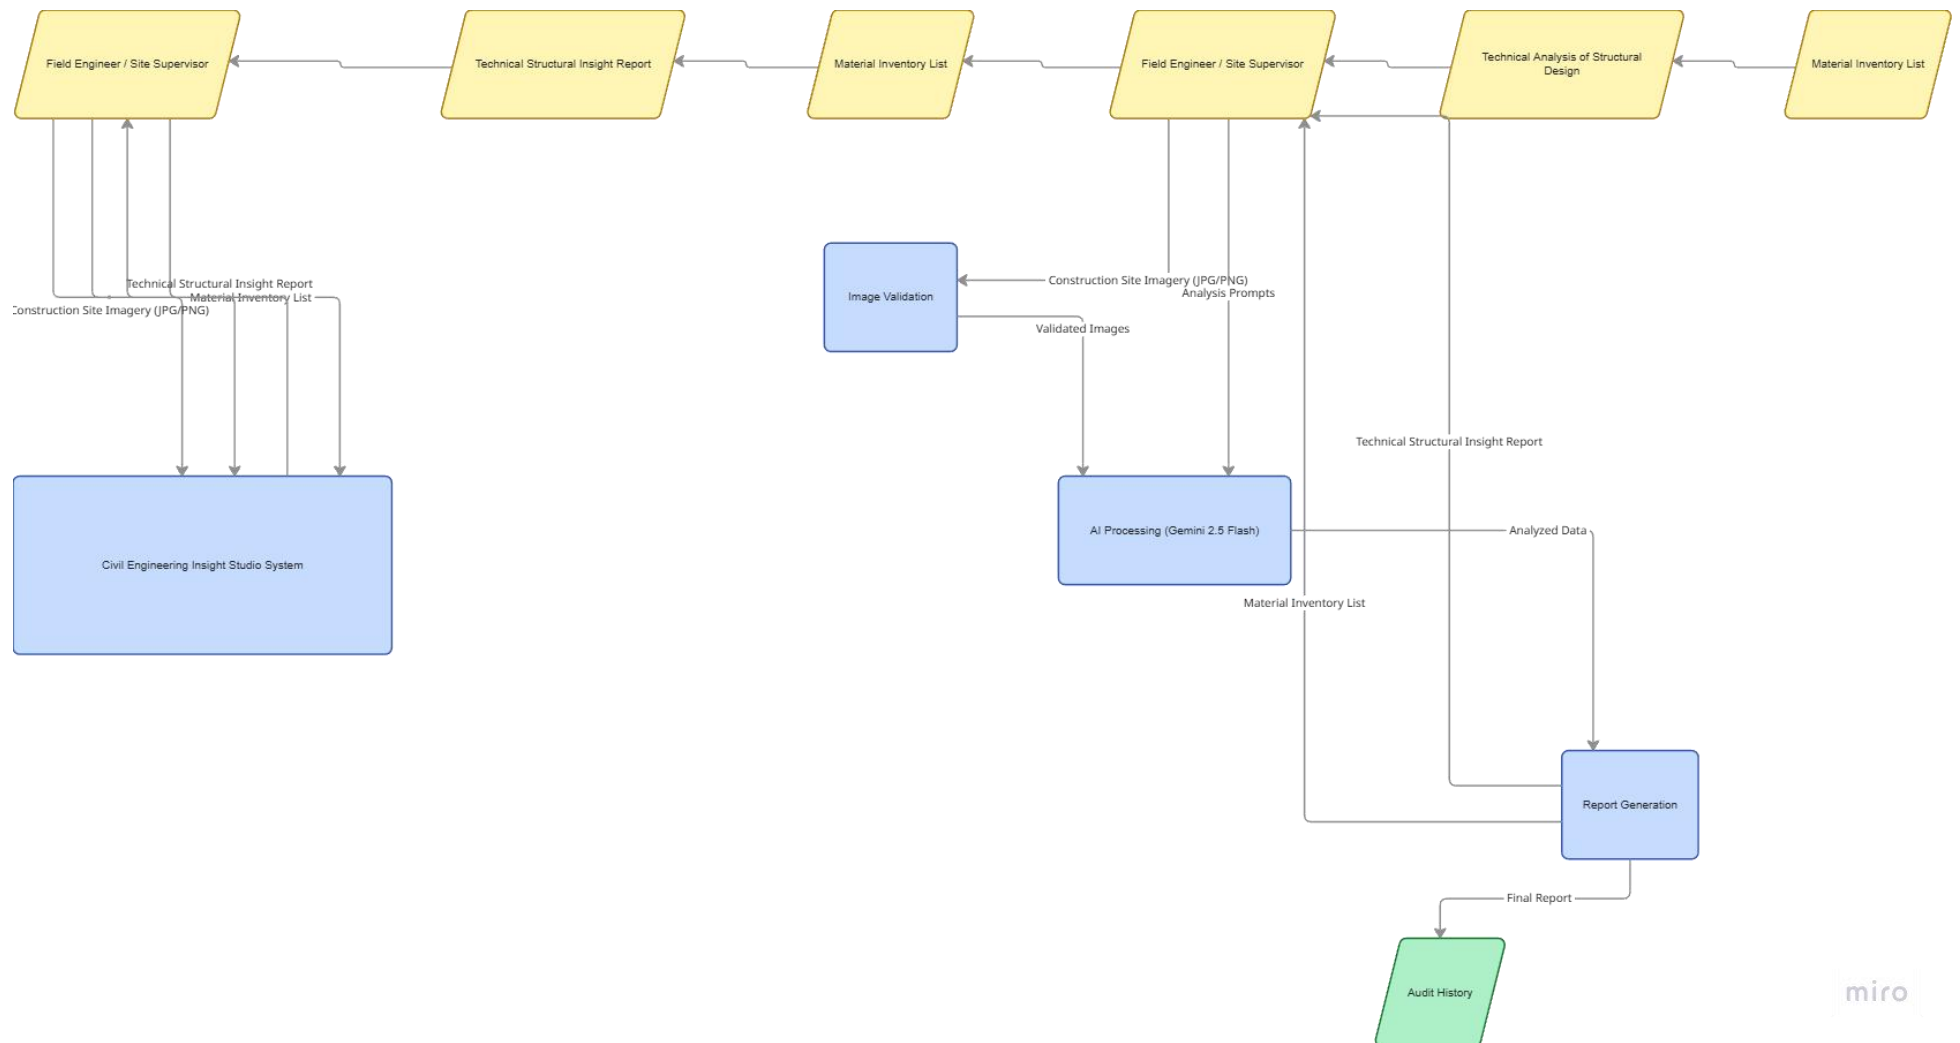 Field Engineer / Site Supervisor
Technical Structural Insight Report
Material Inventory List
Field Engineer / Site Supervisor
Technical Analysis of Structural
Design
Material Inventory List
Technical Structural Insight Report
Material Inventory List
Construction Site Imagery (JPG/PNG)
Image Validation
Construction Site Imagery (JPG/PNG)
Analysis Prompts
Validated Images
Technical Structural Insight Report
Civil Engineering Insight Studio System
AI Processing (Gemini 2.5 Flash)
Analyzed Data
Material Inventory List
Report Generation
Final Report
Audit History
miro